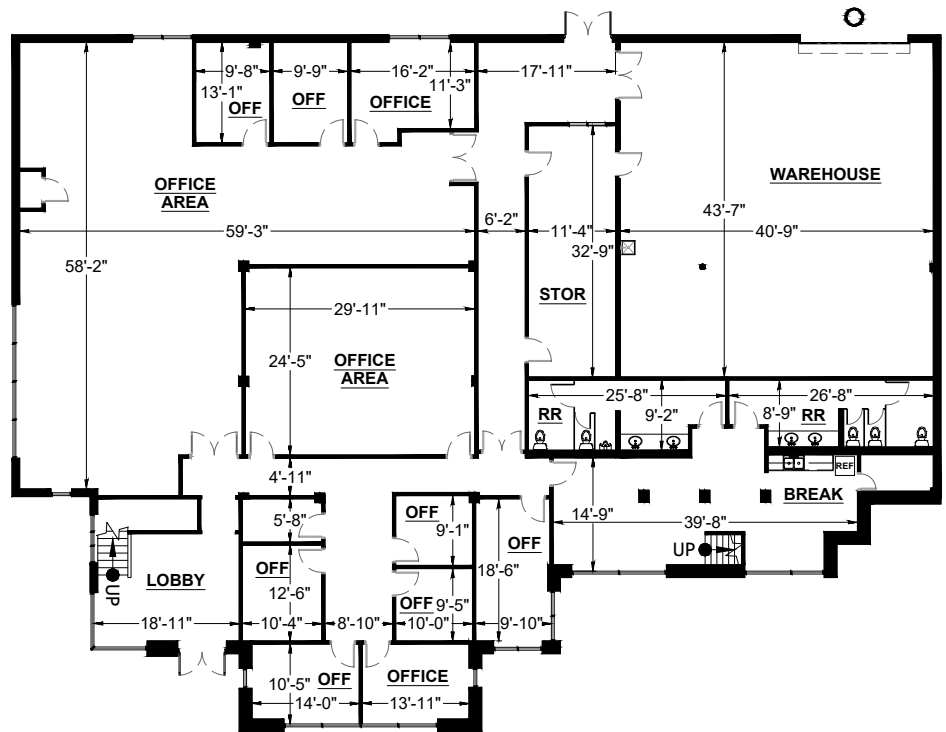 9'-8"
9'-9"
16'-2"
17'-11"
13'-1"
11'-3"
OFF
OFF
OFFICE
WAREHOUSE
OFFICE
AREA
43'-7"
6'-2"
59'-3"
11'-4"
40'-9"
32'-9"
58'-2"
STOR
29'-11"
24'-5"
OFFICE
AREA
25'-8"
26'-8"
RR
9'-2"
8'-9"
RR
REF
4'-11"
BREAK
14'-9"
39'-8"
5'-8"
OFF
9'-1"
OFF
UP
18'-6"
OFF
12'-6"
LOBBY
UP
OFF
9'-5"
18'-11"
10'-4"
8'-10"
10'-0"
9'-10"
10'-5"
OFF
OFFICE
14'-0"
13'-11"